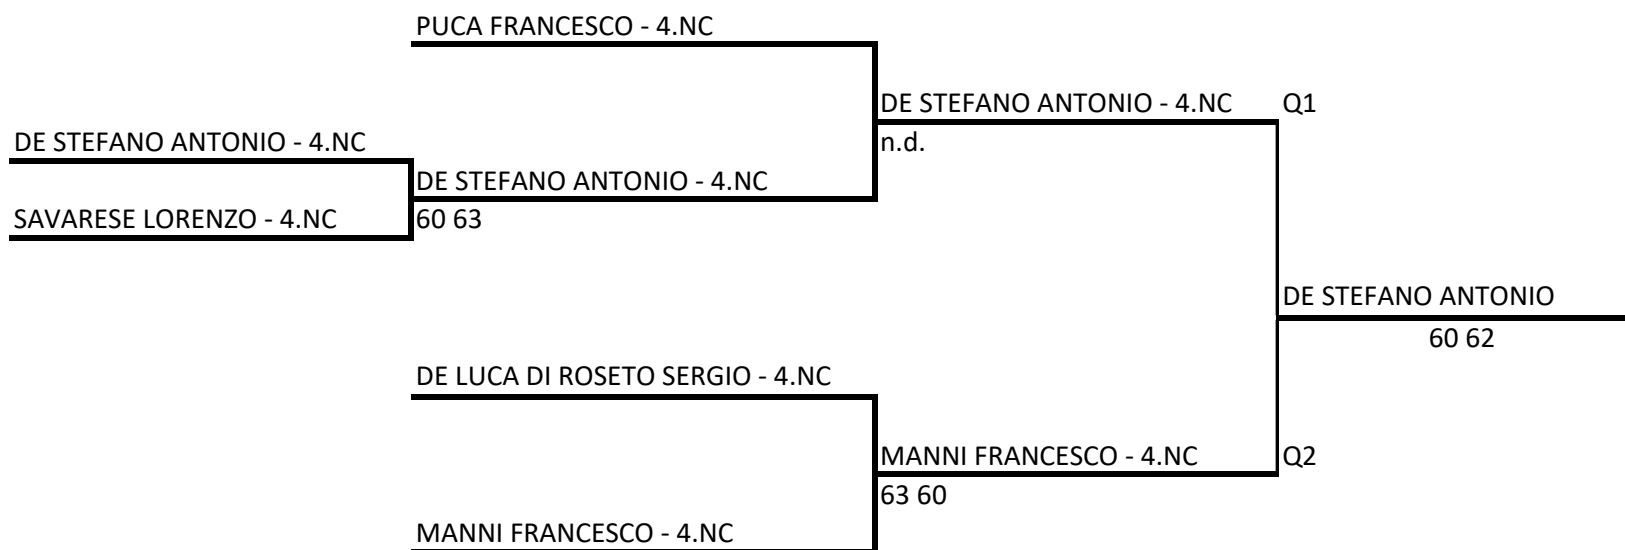 PUCA FRANCESCO - 4.NC
DE STEFANO ANTONIO - 4.NC Q1
DE STEFANO ANTONIO - 4.NC
n.d.
DE STEFANO ANTONIO - 4.NC
SAVARESE LORENZO - 4.NC
60 63
DE STEFANO ANTONIO
60 62
DE LUCA DI ROSETO SERGIO - 4.NC
MANNI FRANCESCO - 4.NC Q2
63 60
MANNI FRANCESCO - 4.NC